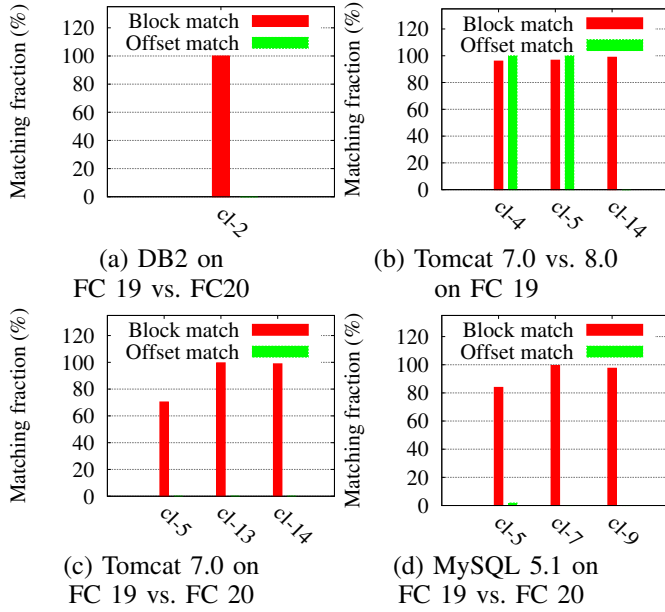 Matching fraction (%)
Block match
Offset match
120
100
80
60
40
20
0
cl-2
(a) DB2 on
FC 19 vs. FC20
Matching fraction (%)
Block match
Offset match
120
100
80
60
40
20
0
cl-4
cl-5
cl-14
(b) Tomcat 7.0 vs. 8.0
on FC 19
Matching fraction (%)
Block match
Offset match
120
100
80
60
40
20
0
cl-5
cl-13
cl-14
(c) Tomcat 7.0 on
FC 19 vs. FC 20
Matching fraction (%)
Block match
Offset match
120
100
80
60
40
20
0
cl-5
cl-7
cl-9
(d) MySQL 5.1 on
FC 19 vs. FC 20